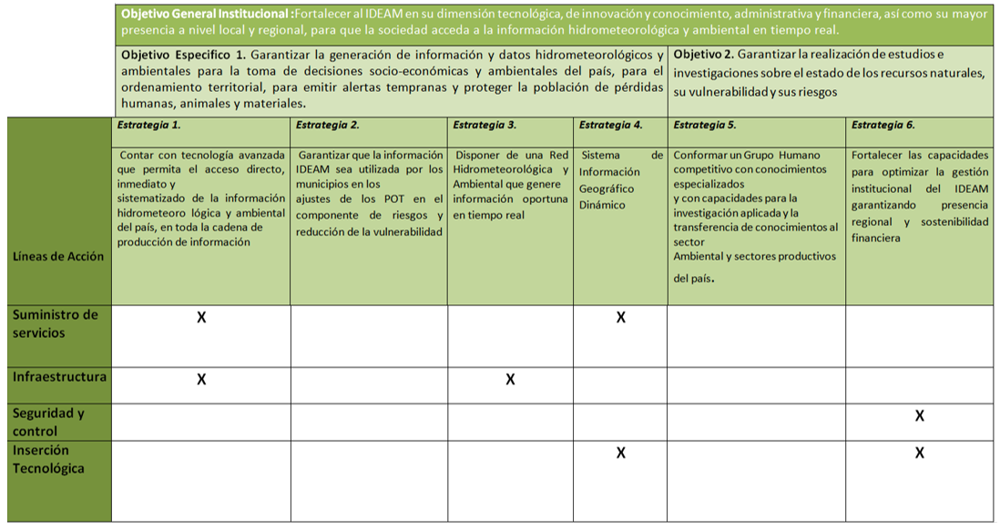 Objetivo General Institucional :Fortalecer al IDEAM en su dimensión tecnológica, de innovación y conocimiento, administrativa y financiera, así como su mayor
presencia a nivel local y regional, para que la sociedad acceda a la información hidrometeorológica y ambiental en tiempo real.
Objetivo Especifico 1. Garantizar la generación de información y datos hidrometeorológicos y
ambientales para la toma de decisiones socio-económicas y ambientales del país, para el
ordenamiento territorial, para emitir alertas tempranas y proteger la población de pérdidas
humanas, animales y materiales.
Objetivo 2. Garantizar la realización de estudios e
investigaciones sobre el estado de los recursos naturales,
su vulnerabilidad y sus riesgos
Líneas de Acción
Estrategia 1.
Estrategia 2.
Estrategia 3.
Estrategia 4.
Estrategia 5.
Estrategia 6.
Contar con tecnología avanzada
que permita el acceso directo,
inmediato y
sistematizado de la información
hidrometeoro lógica y ambiental
del país, en toda la cadena de
producción de información
Garantizar que la información
IDEAM sea utilizada por los
municipios en los
ajustes de los POT en el
componente de riesgos y
reducción de la vulnerabilidad
Disponer de una Red
Hidrometeorológica y
Ambiental que genere
información oportuna
en tiempo real
Sistema de
Información
Geográfico
Dinámico
Conformar un Grupo Humano
competitivo con conocimientos
especializados
y con capacidades para la
investigación aplicada y la
transferencia de conocimientos al
sector
Ambiental y sectores productivos
del país.
Fortalecer las capacidades
para optimizar la gestión
institucional del IDEAM
garantizando presencia
regional y sostenibilidad
financiera
Suministro de
servicios
X
X
Infraestructura
X
X
Seguridad y
control
X
Inserción
Tecnológica
X
X